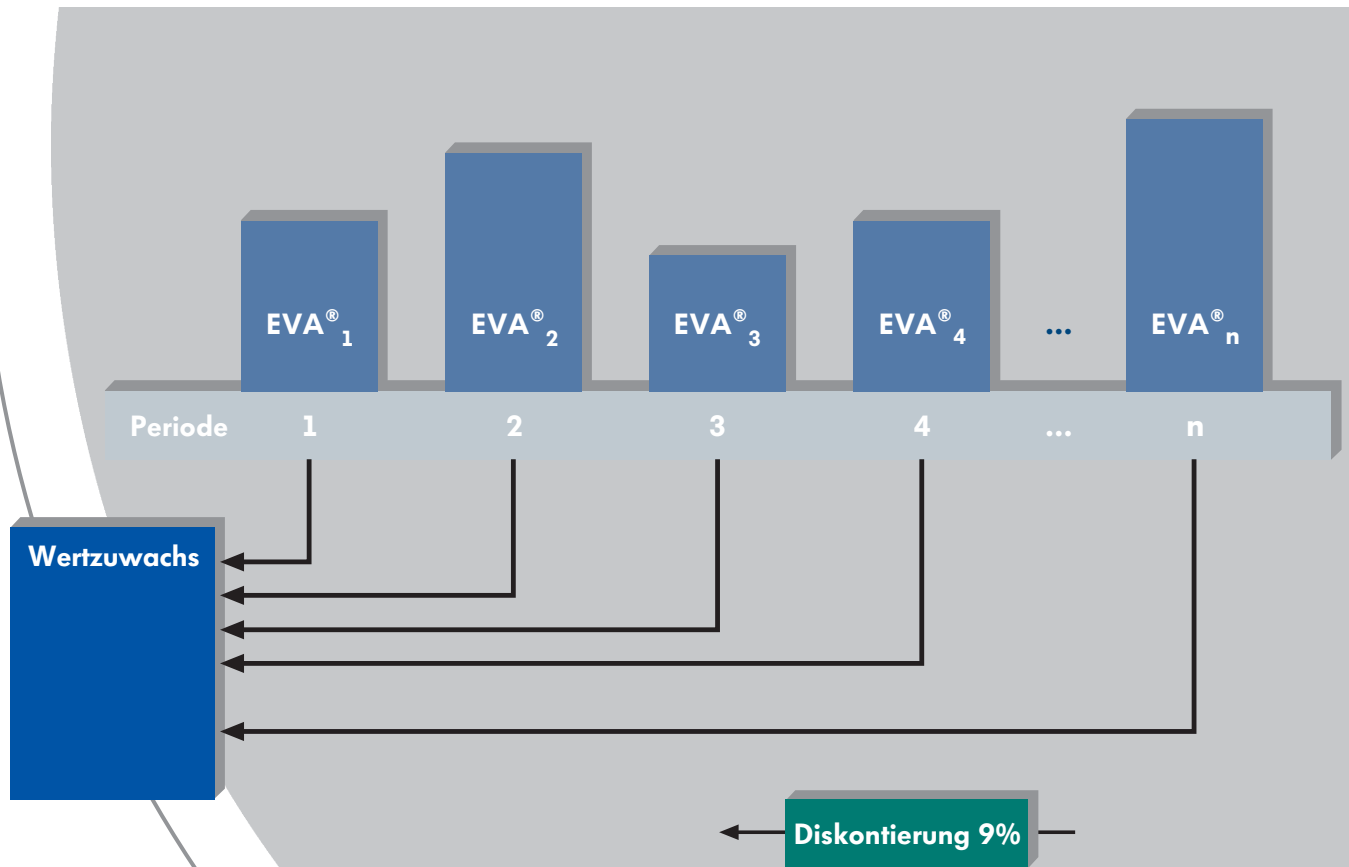 EVA®1 EVA®2 EVA®3 EVA®4 ... EVA®n
Periode 1 2 3 4 ... n
Wertzuwachs
Diskontierung 9%